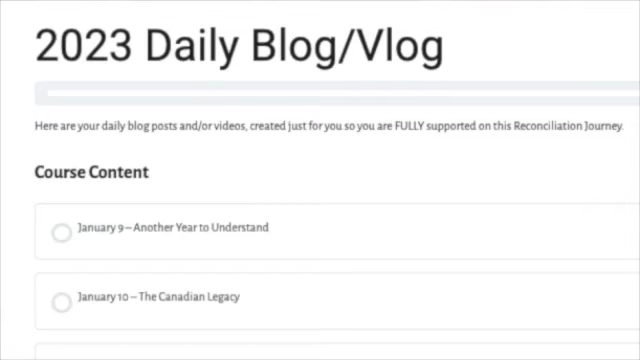 2023 Daily Blog/Vlog
Here are your daily blog posts and/or videos, created just for you so you are FULLY supported on this Reconciliation Journey.
Course Content
January 9 – Another Year to Understand
January 10 – The Canadian Legacy